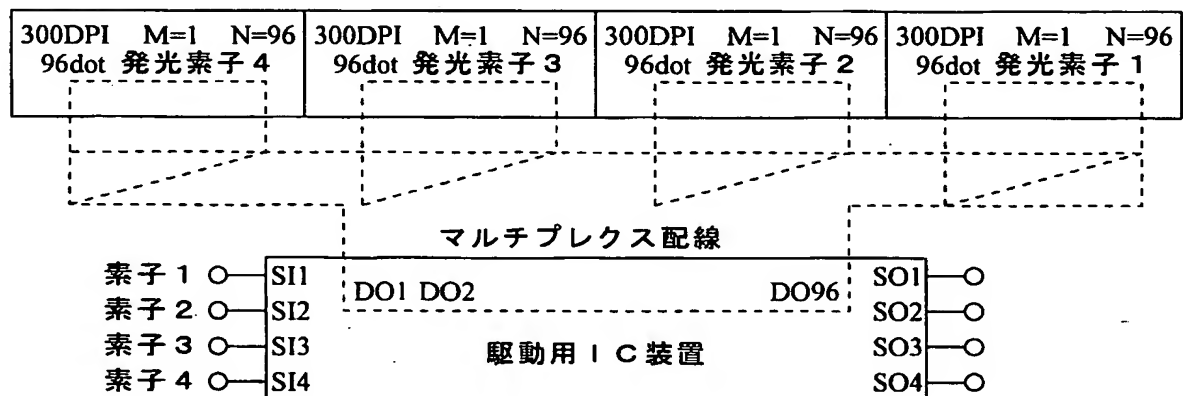 300DPI M=1 N=96 300DPI M=1 N=96 300DPI M=1 N=96 300DPI M=1 N=96
96dot 発光素子4 96dot 発光素子3 96dot 発光素子2 96dot 発光素子1
マルチプレクス配線
素子1 SI1 DO1 DO2 DO96 SO1
素子2 SI2 SO2
素子3 SI3 駆動用IC装置 SO3
素子4 SI4 SO4